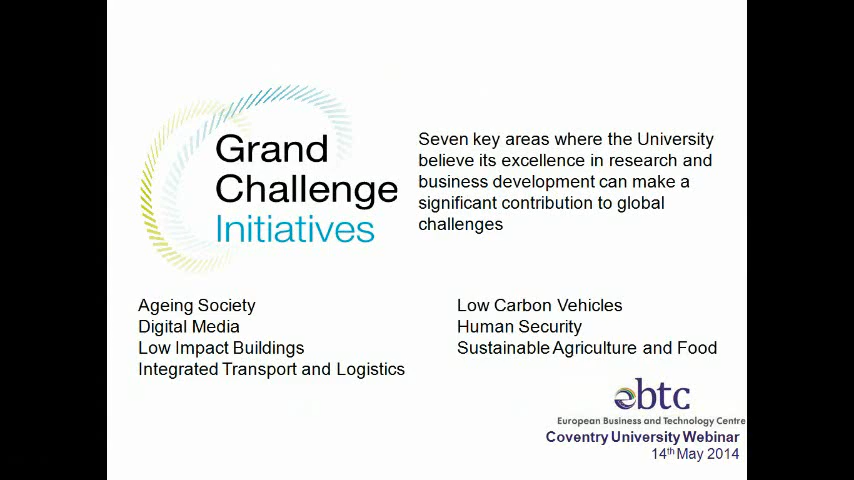 Grand
Challenge
Initiatives
Seven key areas where the University
believe its excellence in research and
business development can make a
significant contribution to global
challenges
Ageing Society
Digital Media
Low Impact Buildings
Integrated Transport and Logistics
Low Carbon Vehicles
Human Security
Sustainable Agriculture and Food
ebtc
European Business and Technology Centre
Coventry University Webinar
14th May 2014